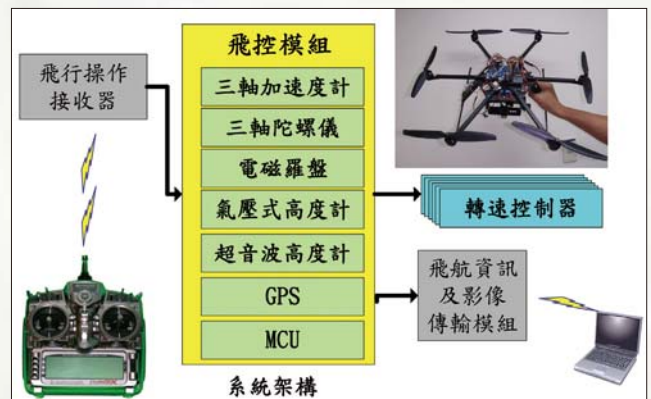 飛行操作
接收器
飛控模組
三軸加速度計
三軸陀螺儀
電磁羅盤
氣壓式高度計
超音波高度計
GPS
MCU
轉速控制器
飛航資訊
及影像
傳輸模組
系統架構